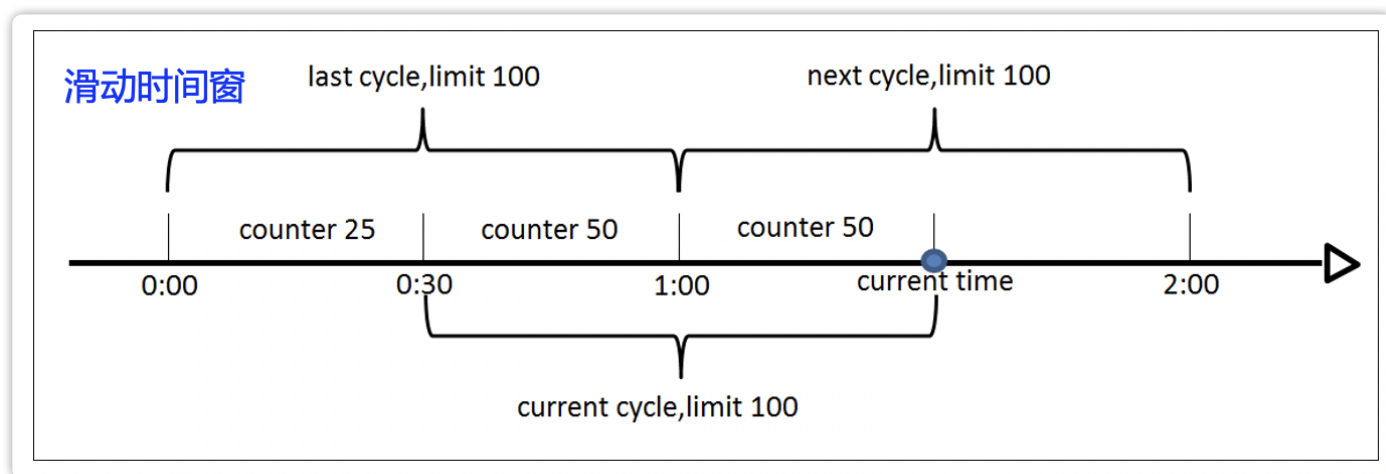 滑动时间窗
last cycle,limit 100
next cycle,limit 100
counter 25
counter 50
counter 50
0:00
0:30
1:00
current time
2:00
current cycle,limit 100